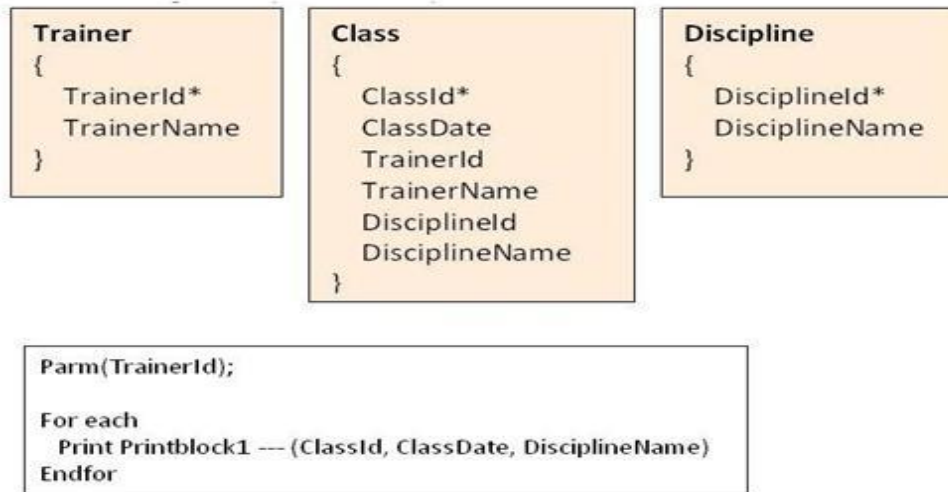 Trainer
{
TrainerId*
TrainerName
}
Class
{
ClassId*
ClassDate
TrainerId
TrainerName
DisciplineId
DisciplineName
}
Discipline
{
DisciplineId*
DisciplineName
}
Parm(TrainerId);
For each
Print Printblock1 --- (ClassId, ClassDate, DisciplineName)
Endfor